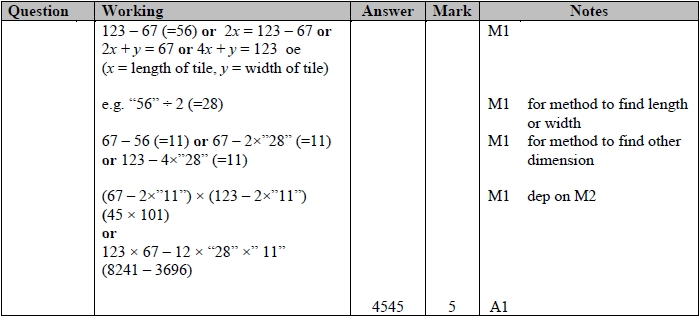 Question Working Answer Mark Notes
123 – 67 (=56) or 2x = 123 – 67 or M1
2x + y = 67 or 4x + y = 123 oe
(x = length of tile, y = width of tile)
e.g. “56” ÷ 2 (=28) M1 for method to find length
or width
67 – 56 (=11) or 67 – 2×”28” (=11) M1 for method to find other
or 123 – 4×”28” (=11) dimension
(67 – 2×”11”) × (123 – 2×”11”) M1 dep on M2
(45 × 101)
or
123 × 67 – 12 × “28” ×” 11”
(8241 – 3696)
4545 5 A1